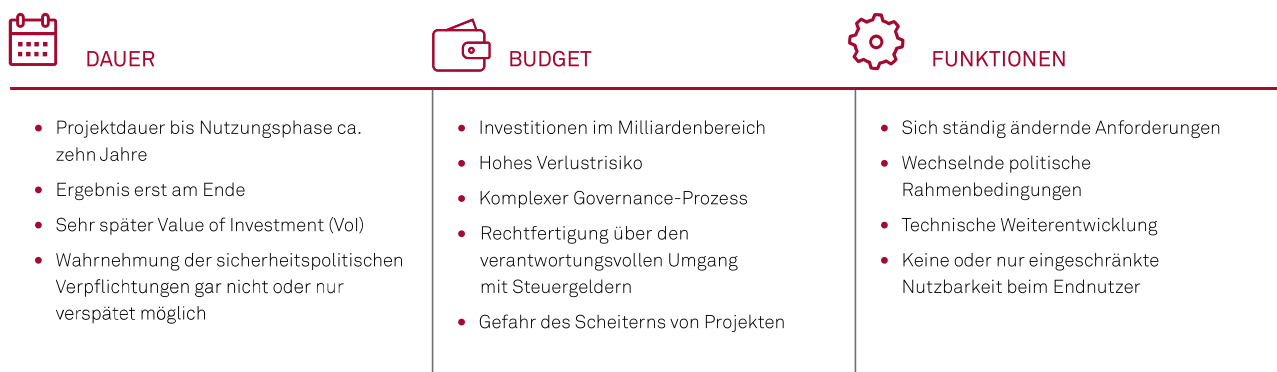 DAUER
• Projektdauer bis Nutzungsphase ca.
zehn Jahre
• Ergebnis erst am Ende
• Sehr später Value of Investment (VoI)
• Wahrnehmung der sicherheitspolitischen
Verpflichtungen gar nicht oder nur
verspätet möglich
BUDGET
• Investitionen im Milliardenbereich
• Hohes Verlustrisiko
• Komplexer Governance-Prozess
• Rechtfertigung über den
verantwortungsvollen Umgang
mit Steuergeldern
• Gefahr des Scheiterns von Projekten
FUNKTIONEN
• Sich ständig ändernde Anforderungen
• Wechselnde politische
Rahmenbedingungen
• Technische Weiterentwicklung
• Keine oder nur eingeschränkte
Nutzbarkeit beim Endnutzer